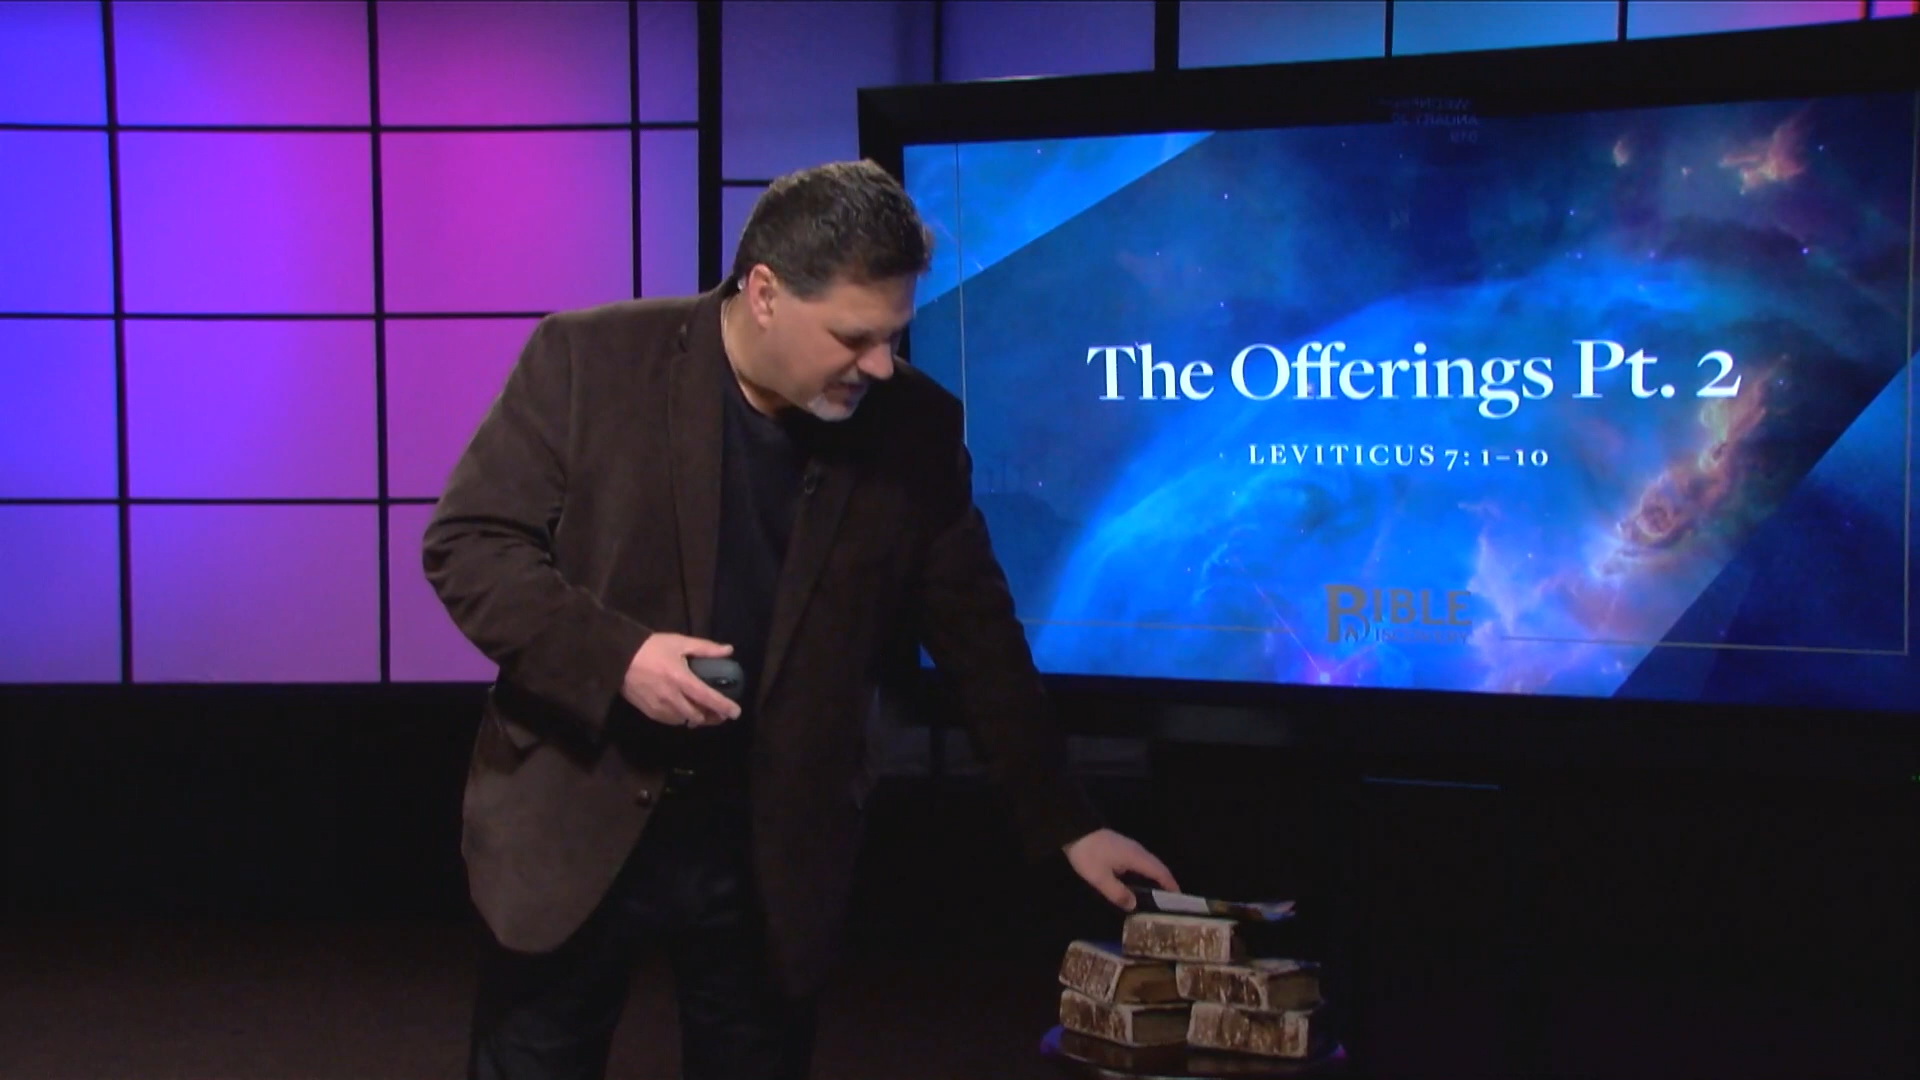 The Offerings Pt. 2
LEVITICUS 7: 1–10
BIBLE